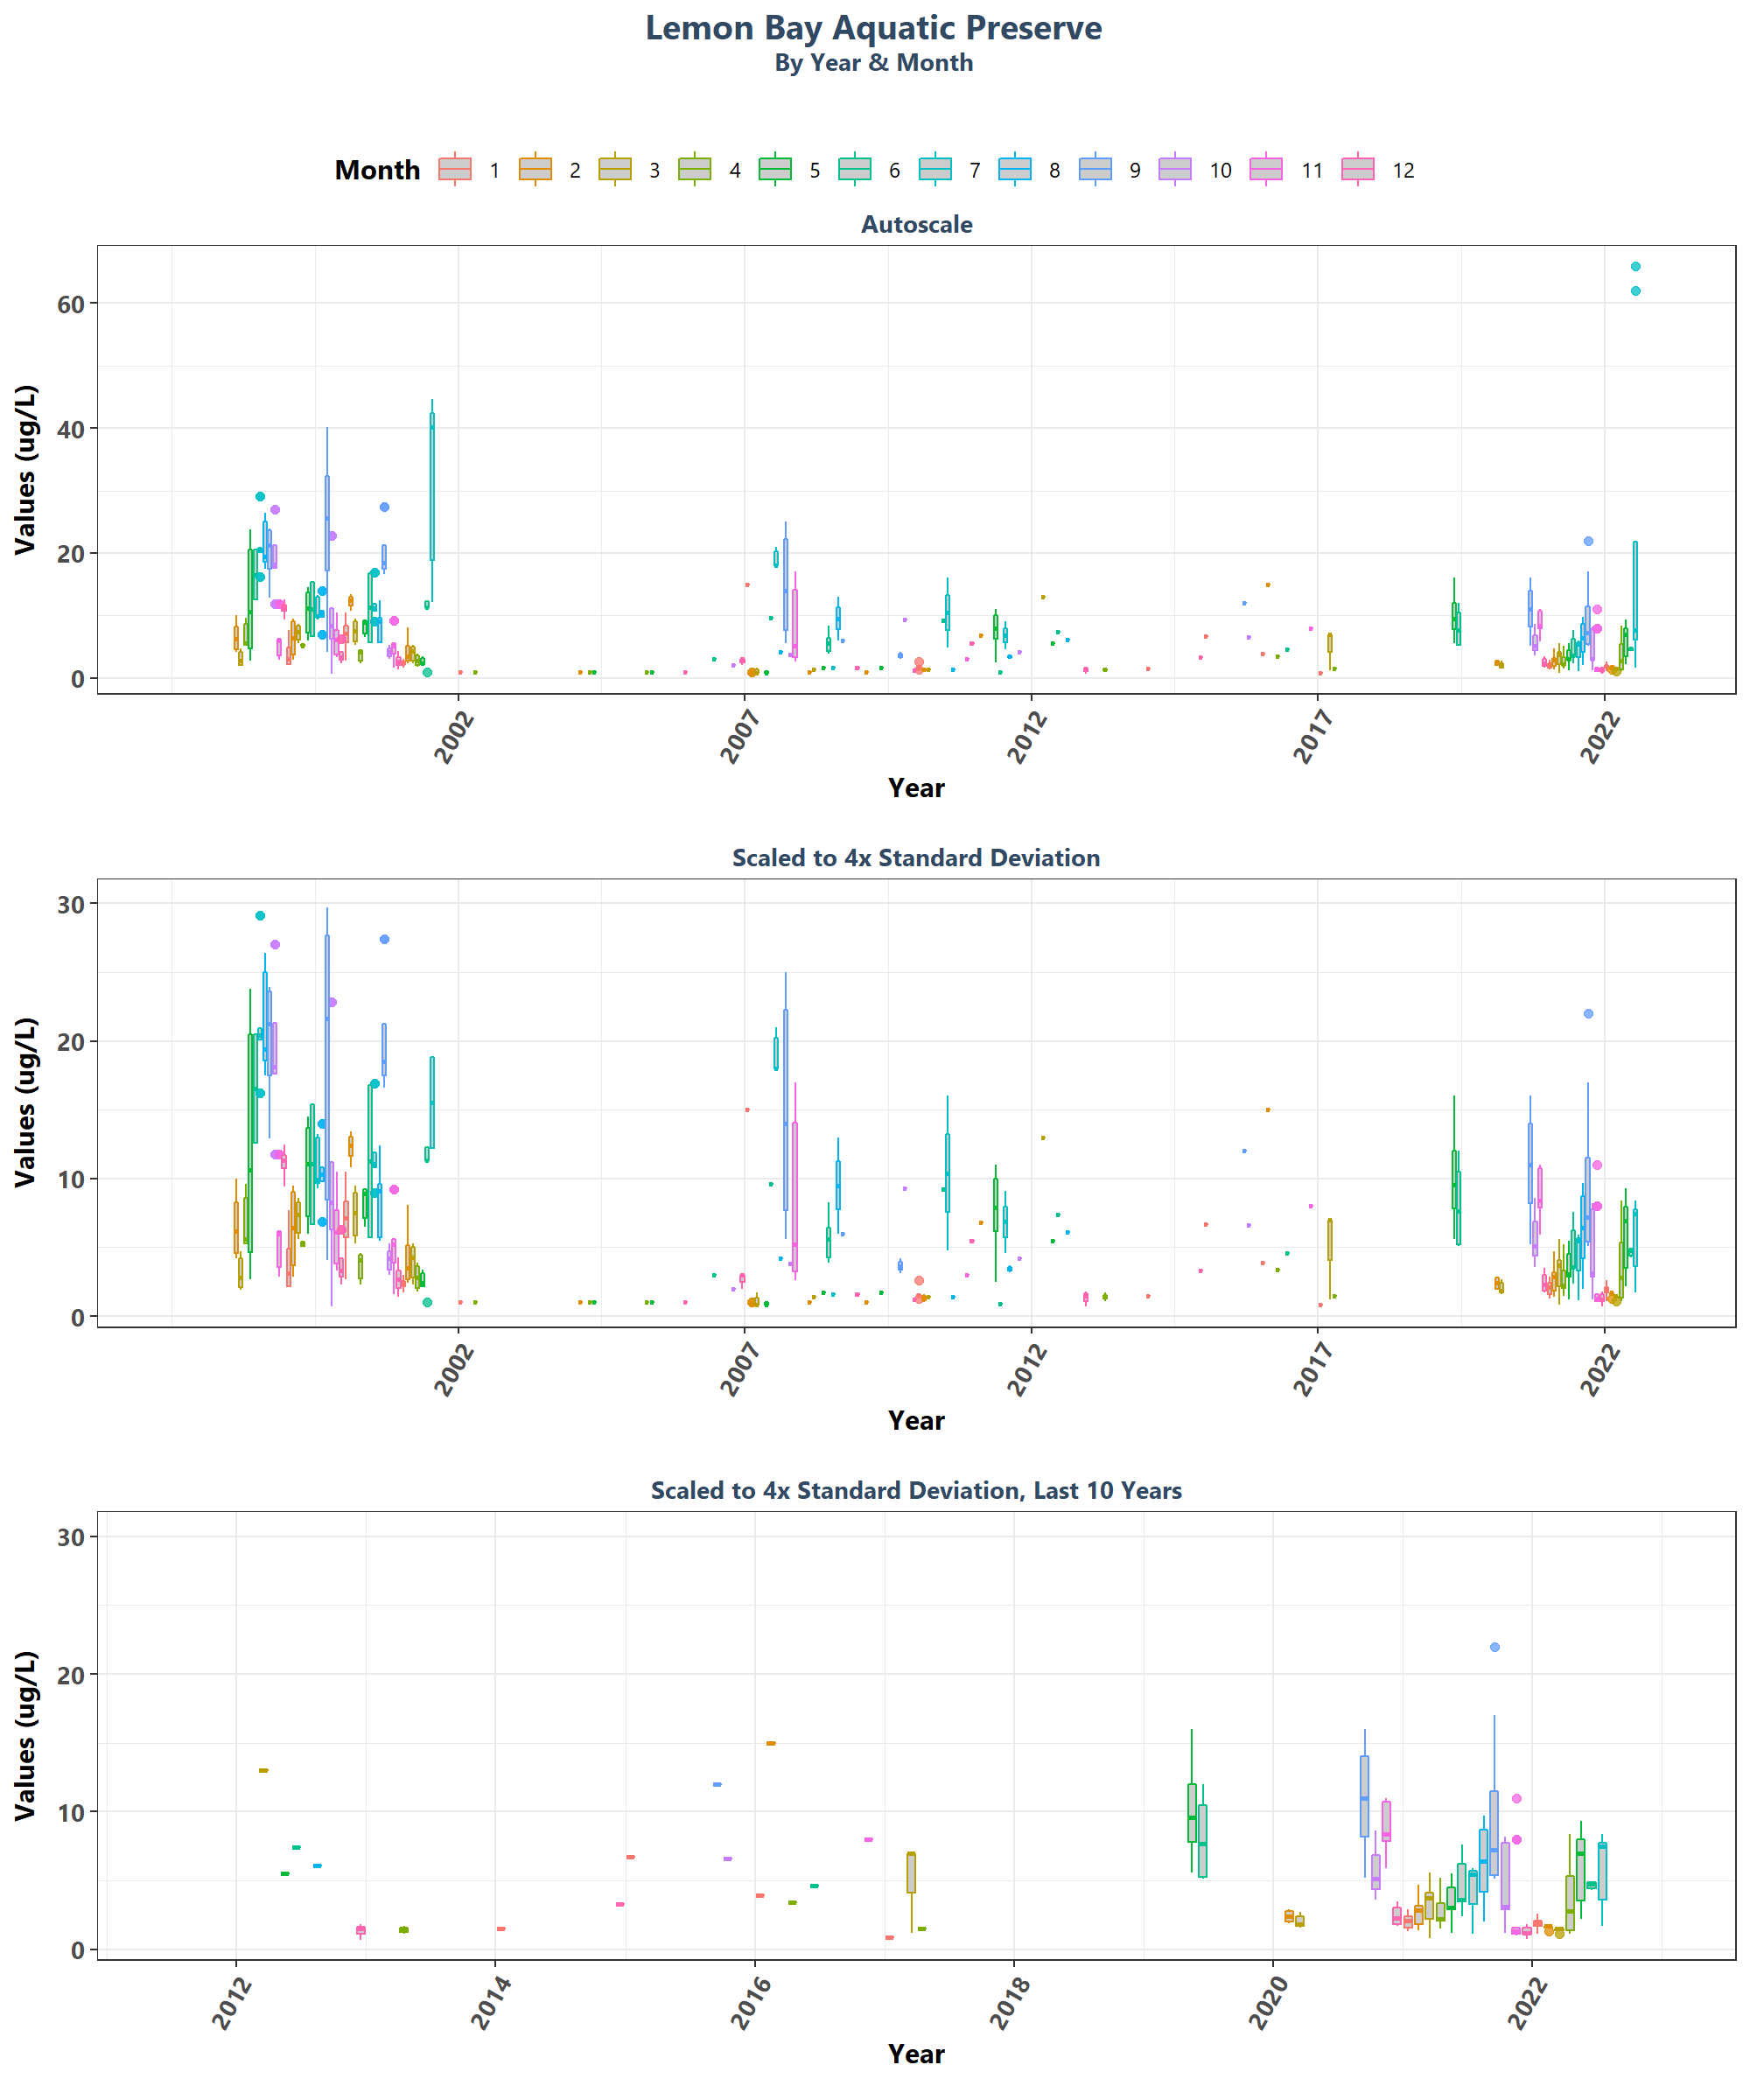 Lemon Bay Aquatic Preserve
By Year & Month
Month 1 2 3 4 5 6 7 8 9 10 11 12
Autoscale
Values (ug/L)
60
40
20
0
2002 2007 2012 2017 2022
Year
Scaled to 4x Standard Deviation
Values (ug/L)
30
20
10
0
2002 2007 2012 2017 2022
Year
Scaled to 4x Standard Deviation, Last 10 Years
Values (ug/L)
30
20
10
0
2012 2014 2016 2018 2020 2022
Year